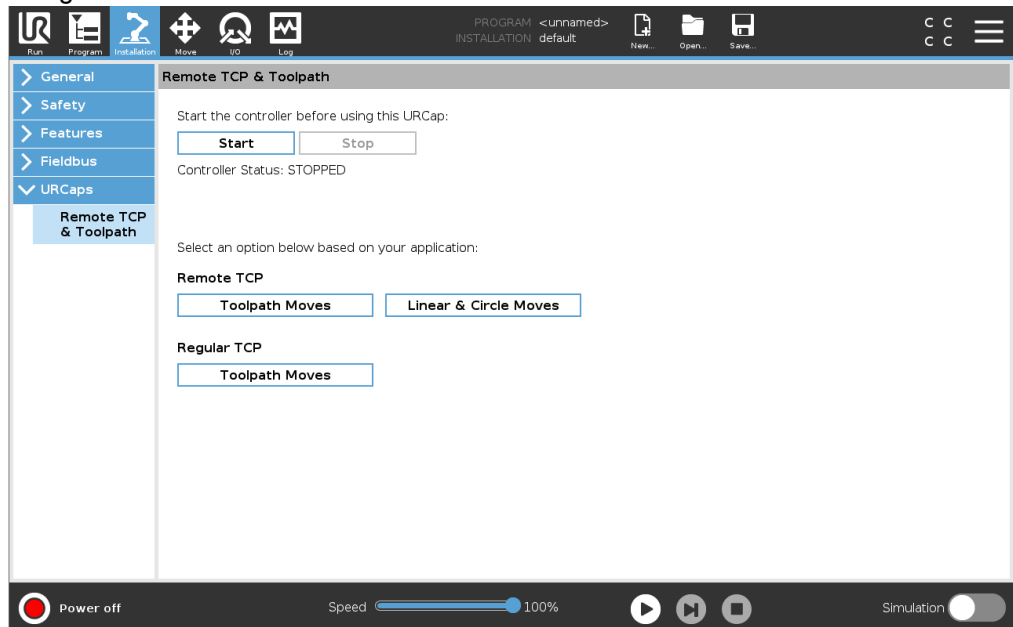 PROGRAM <unnamed>
INSTALLATION default
C C
C C
Run Program Installation Move I/O Log New... Open... Save...
General
Safety
Features
Fieldbus
URCaps
Remote TCP
& Toolpath
Remote TCP & Toolpath
Start the controller before using this URCap:
Start Stop
Controller Status: STOPPED
Select an option below based on your application:
Remote TCP
Toolpath Moves Linear & Circle Moves
Regular TCP
Toolpath Moves
Power off Speed 100% Simulation